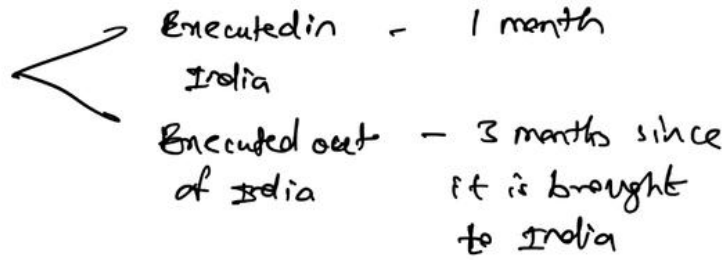 Executed in - 1 month
India
Executed out - 3 months since
of India it is brought
to India